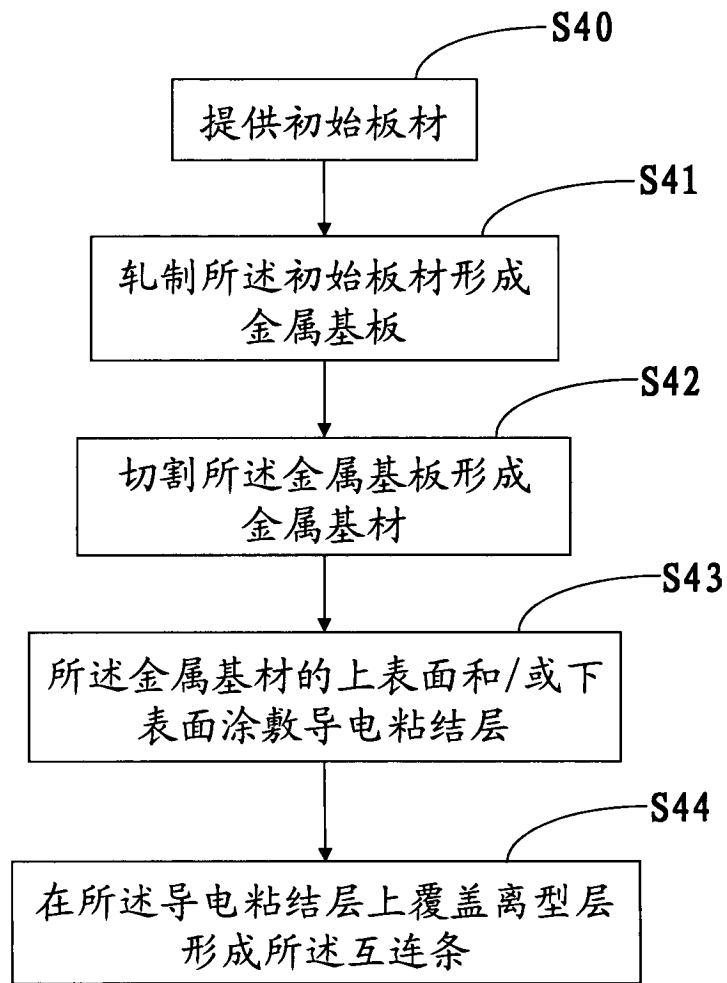 S40
提供初始板材
S41
轧制所述初始板材形成
金属基板
S42
切割所述金属基板形成
金属基材
S43
所述金属基材的上表面和/或下
表面涂敷导电粘结层
S44
在所述导电粘结层上覆盖离型层
形成所述互连条